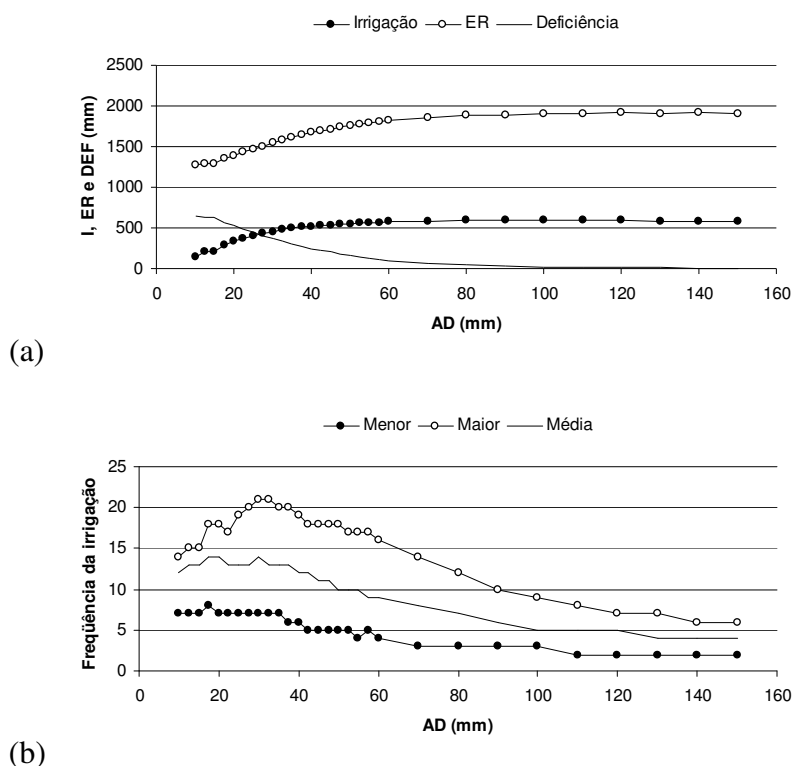 Irrigação ER Deficiência
I, ER e DEF (mm)
2500
2000
1500
1000
500
0
0 20 40 60 80 100 120 140 160
AD (mm)
(a)
Menor Maior Média
Freqüência da irrigação
25
20
15
10
5
0
0 20 40 60 80 100 120 140 160
AD (mm)
(b)